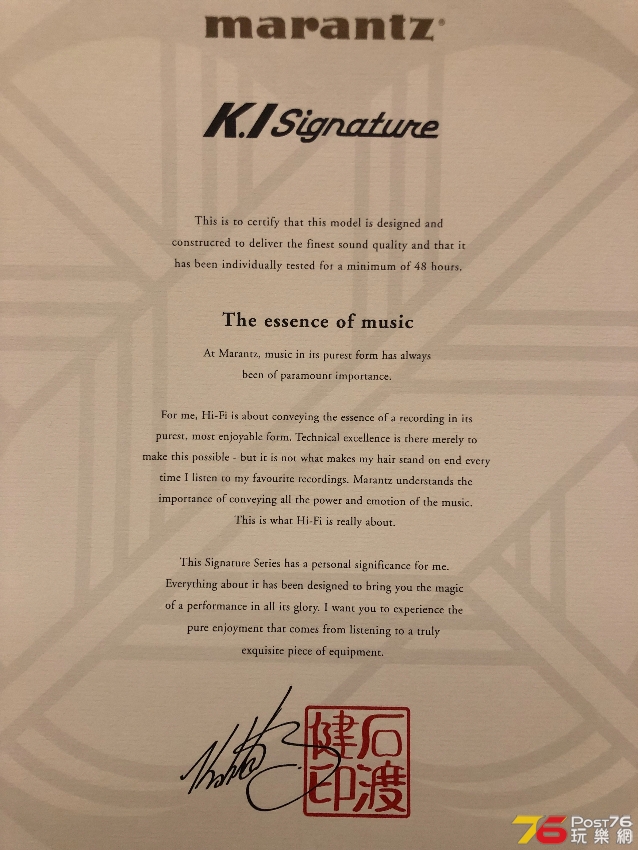 marantz
K.I Signature
This is to certify that this model is designed and
constructed to deliver the finest sound quality and that it
has been individually tested for a minimum of 48 hours.
The essence of music
At Marantz, music in its purest form has always
been of paramount importance.
For me, Hi-Fi is about conveying the essence of a recording in its
purest, most enjoyable form. Technical excellence is there merely to
make this possible - but it is not what makes my hair stand on end every
time I listen to my favourite recordings. Marantz understands the
importance of conveying all the power and emotion of the music.
This is what Hi-Fi is really about.
This Signature Series has a personal significance for me.
Everything about it has been designed to bring you the magic
of a performance in all its glory. I want you to experience the
pure enjoyment that comes from listening to a truly
exquisite piece of equipment.
石渡
健印
76 Post76
玩樂網